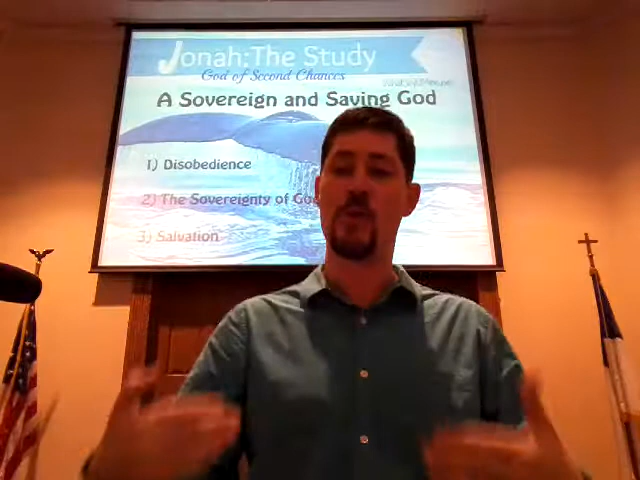 Jonah: The Study
God of Second Chances
A Sovereign and Saving God
1) Disobedience
2) The Sovereignty of God
3) Salvation